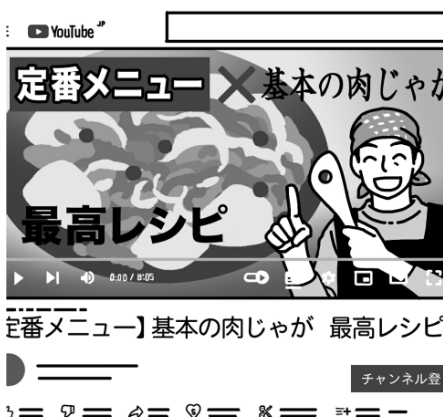 YouTube JP
定番メニュー×基本の肉じゃが
最高レシピ
0:00 / 8:05
定番メニュー】基本の肉じゃが 最高レシピ
チャンネル登